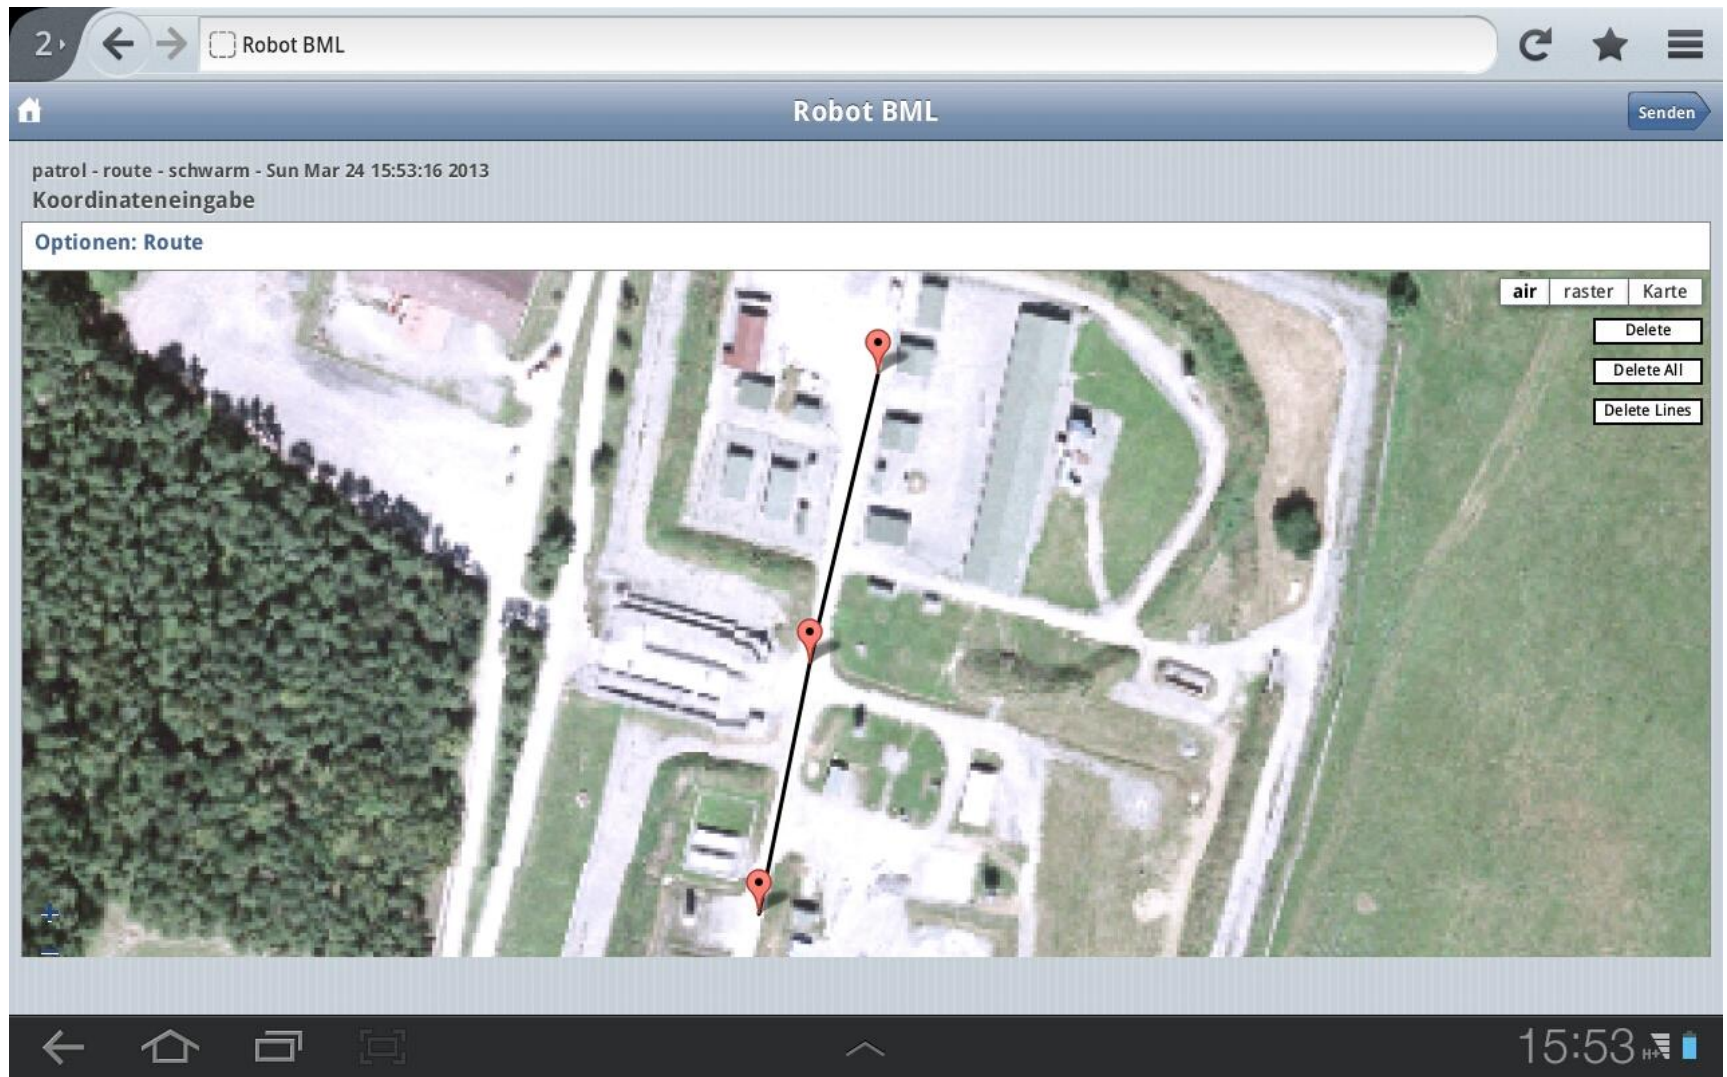 2
Robot BML
Robot BML
Senden
patrol - route - schwarm - Sun Mar 24 15:53:16 2013
Koordinateneingabe
Optionen: Route
air raster Karte
Delete
Delete All
Delete Lines
+
–
15:53 H+